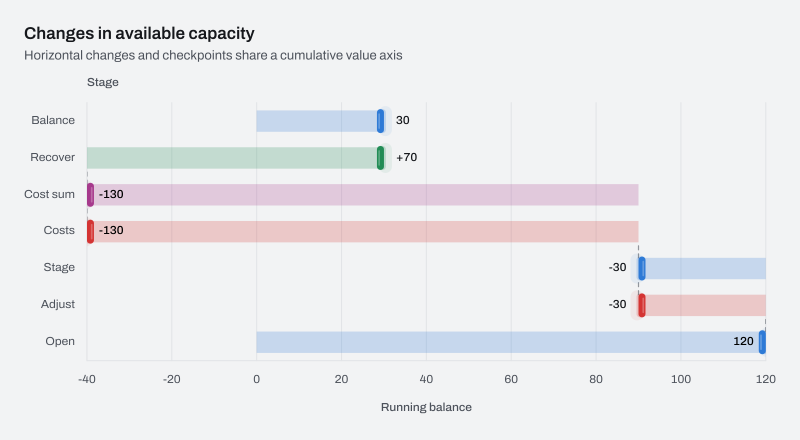 Changes in available capacity
Horizontal changes and checkpoints share a cumulative value axis
Stage
Balance 30
Recover +70
Cost sum -130
Costs -130
Stage -30
Adjust -30
Open 120
-40 -20 0 20 40 60 80 100 120
Running balance